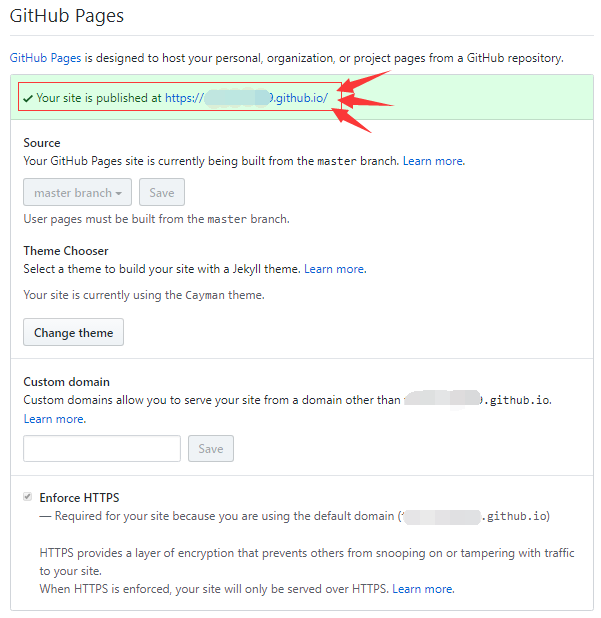 GitHub Pages
GitHub Pages is designed to host your personal, organization, or project pages from a GitHub repository.
✔ Your site is published at https:// 9.github.io/
Source
Your GitHub Pages site is currently being built from the master branch. Learn more.
master branch Save
User pages must be built from the master branch.
Theme Chooser
Select a theme to build your site with a Jekyll theme. Learn more.
Your site is currently using the Cayman theme.
Change theme
Custom domain
Custom domains allow you to serve your site from a domain other than .github.io.
Learn more.
Save
Enforce HTTPS
— Required for your site because you are using the default domain ( .github.io)
HTTPS provides a layer of encryption that prevents others from snooping on or tampering with traffic
to your site.
When HTTPS is enforced, your site will only be served over HTTPS. Learn more.